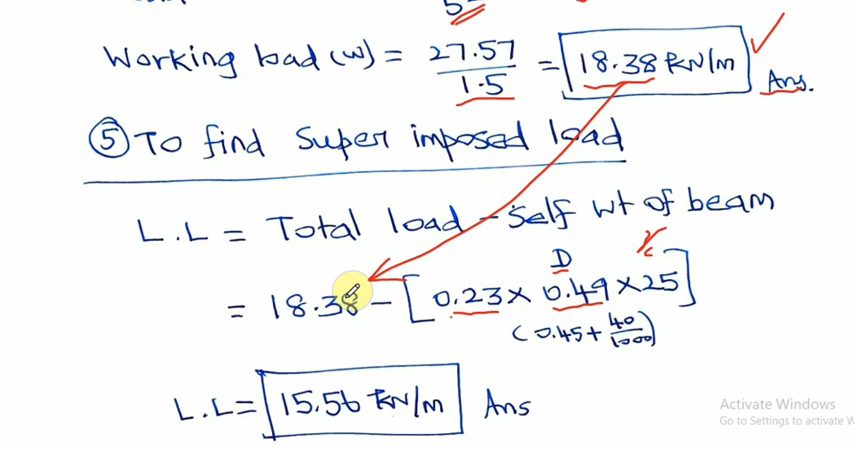 5
Working load (w) = 27.57 / 1.5 = 18.38 kN/m Ans.
⑤ To find Super imposed load
L.L = Total load - Self wt of beam
D γc
= 18.38 - [0.23 × 0.49 × 25]
(0.45 + 40/1000)
L.L = 15.56 kN/m Ans
Activate Windows
Go to Settings to activate W